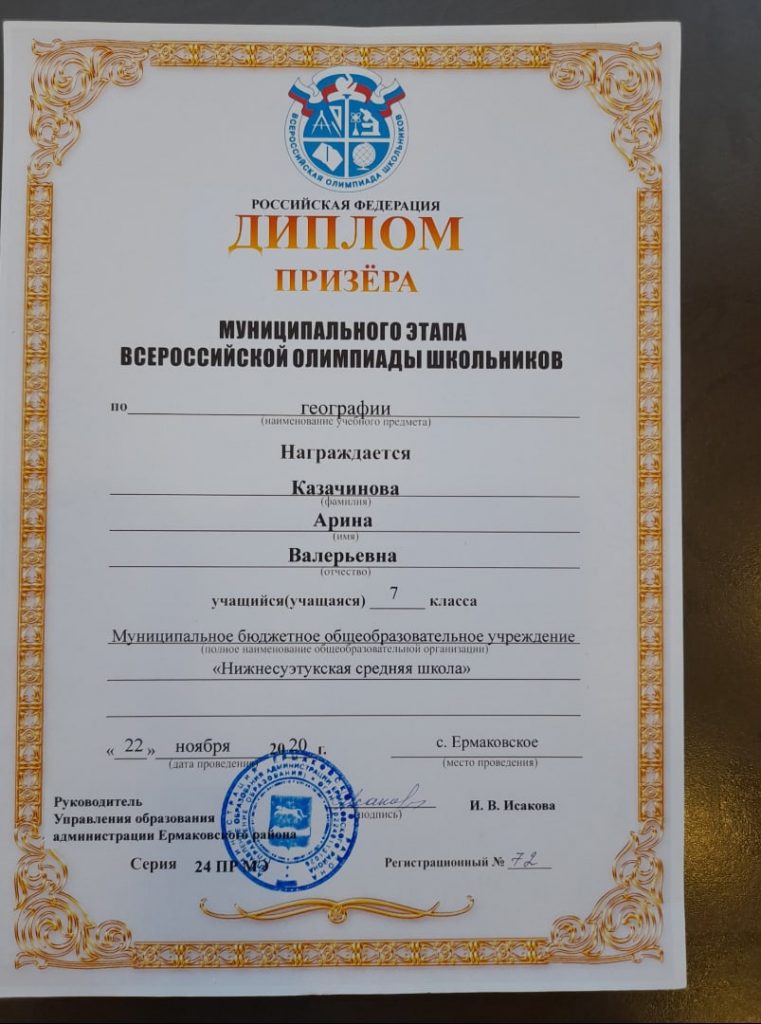 ВСЕРОССИЙСКАЯ ОЛИМПИАДА ШКОЛЬНИКОВ
РОССИЙСКАЯ ФЕДЕРАЦИЯ
ДИПЛОМ
ПРИЗЁРА
МУНИЦИПАЛЬНОГО ЭТАПА
ВСЕРОССИЙСКОЙ ОЛИМПИАДЫ ШКОЛЬНИКОВ
по географии
(наименование учебного предмета)
Награждается
Казачинова
(фамилия)
Арина
(имя)
Валерьевна
(отчество)
учащийся(учащаяся) 7 класса
Муниципальное бюджетное общеобразовательное учреждение
(полное наименование общеобразовательной организации)
«Нижнесуэтукская средняя школа»
« 22 » ноября 2020 г. с. Ермаковское
(дата проведения) (место проведения)
Руководитель
Управления образования
администрации Ермаковского района
(подпись)
И. В. Исакова
Серия 24 ПР МЭ
Регистрационный № 72